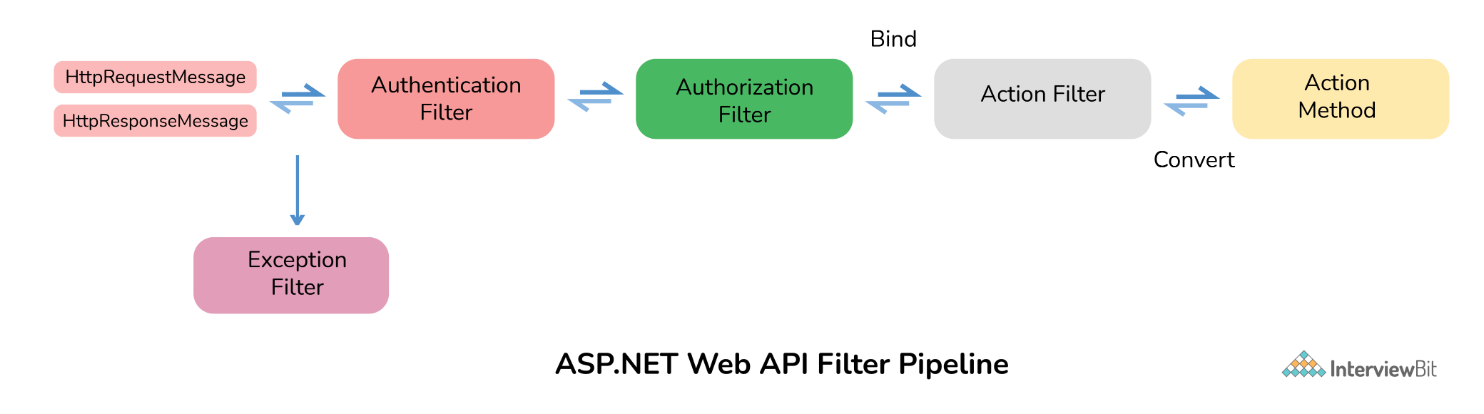 Bind
HttpRequestMessage
HttpResponseMessage
Authentication
Filter
Authorization
Filter
Action Filter
Action
Method
Convert
Exception
Filter
ASP.NET Web API Filter Pipeline
InterviewBit